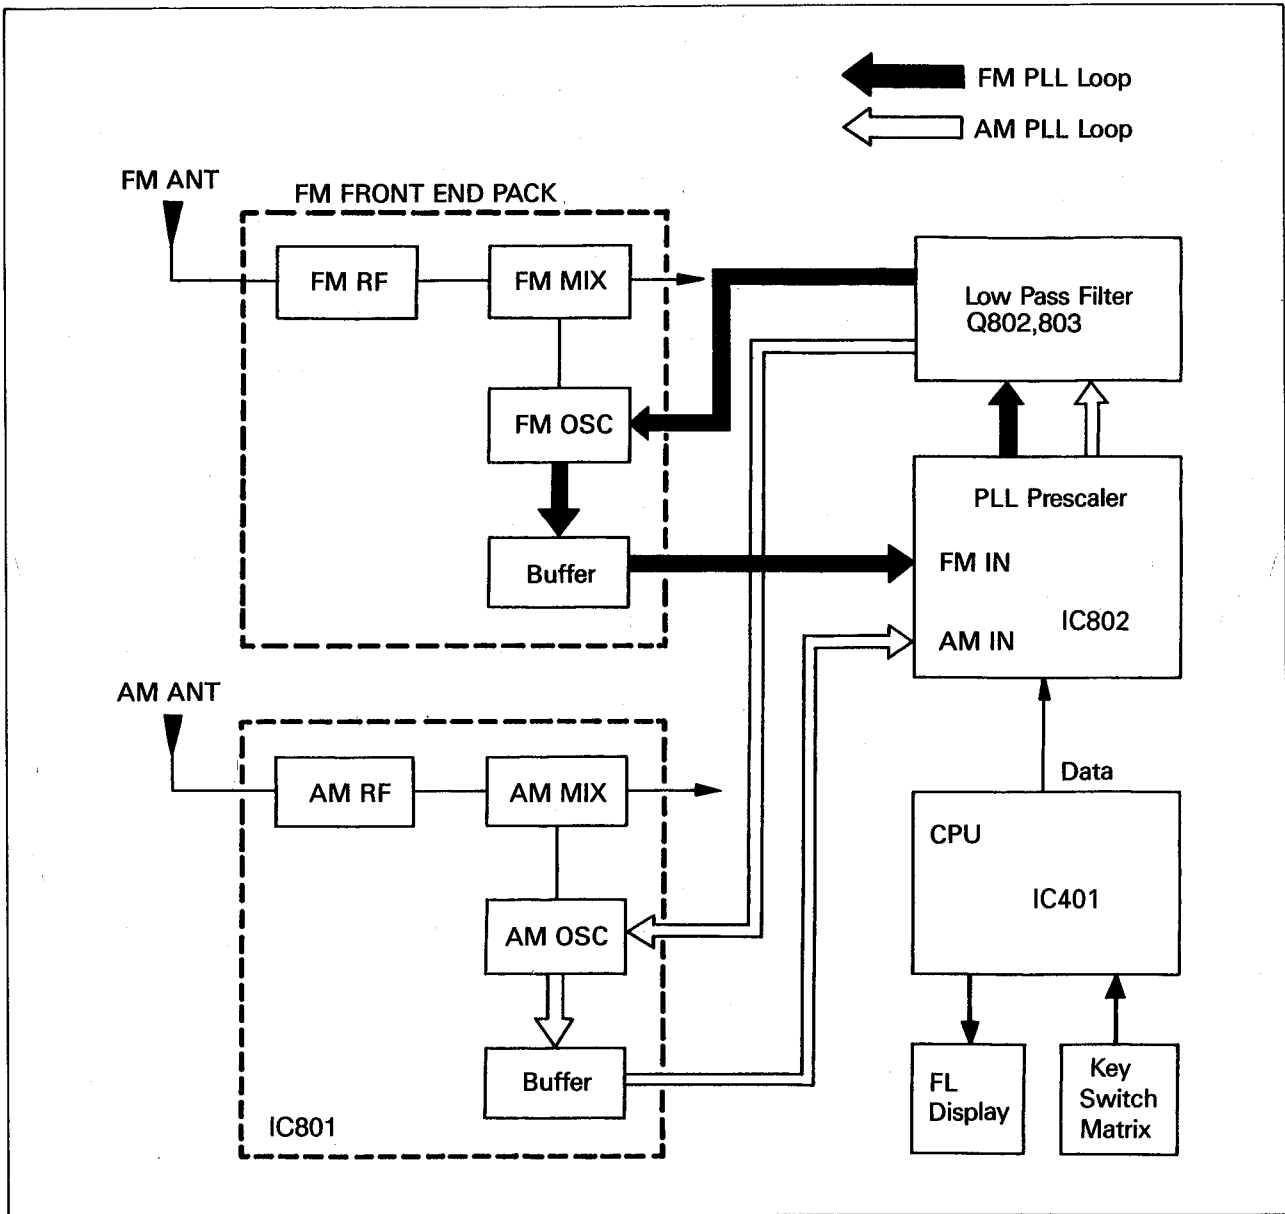 FM PLL Loop
AM PLL Loop
FM ANT
FM FRONT END PACK
FM RF
FM MIX
Low Pass Filter
Q802,803
FM OSC
PLL Prescaler
Buffer
FM IN
IC802
AM IN
AM ANT
AM RF
AM MIX
Data
CPU
IC401
AM OSC
Buffer
IC801
FL
Display
Key
Switch
Matrix